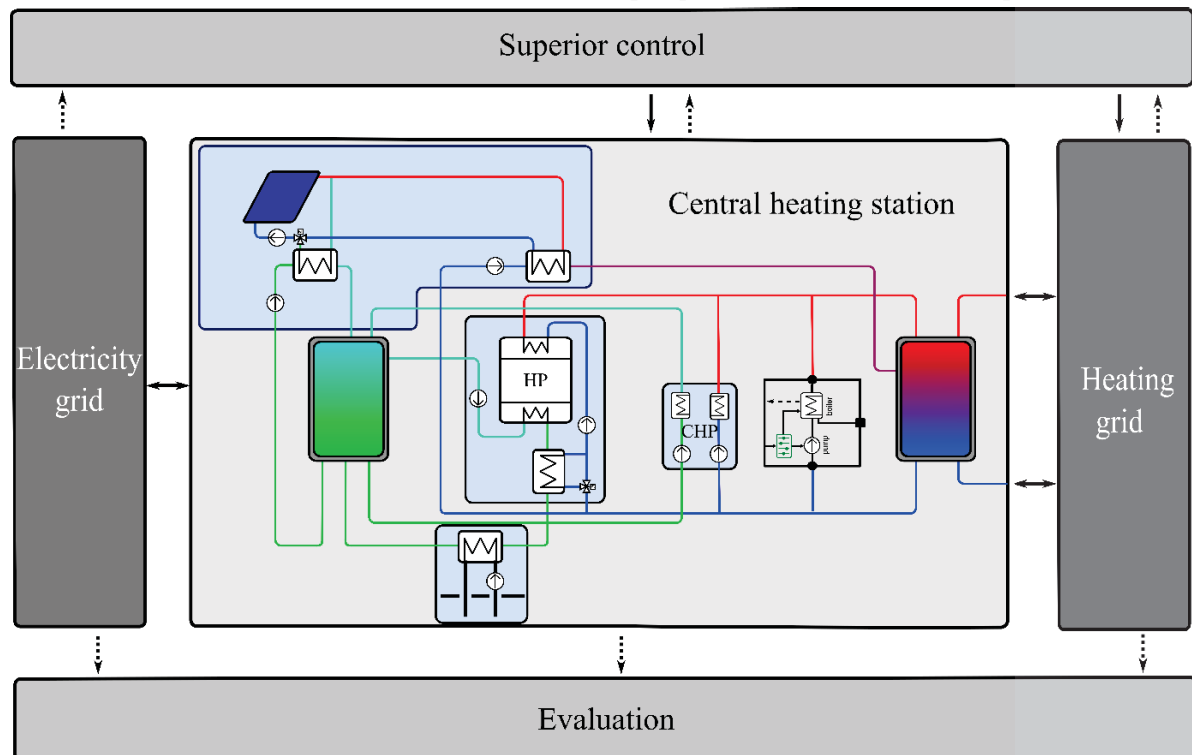 Superior control
Central heating station
Electricity
grid
Heating
grid
HP
CHP
boiler
pump
Evaluation